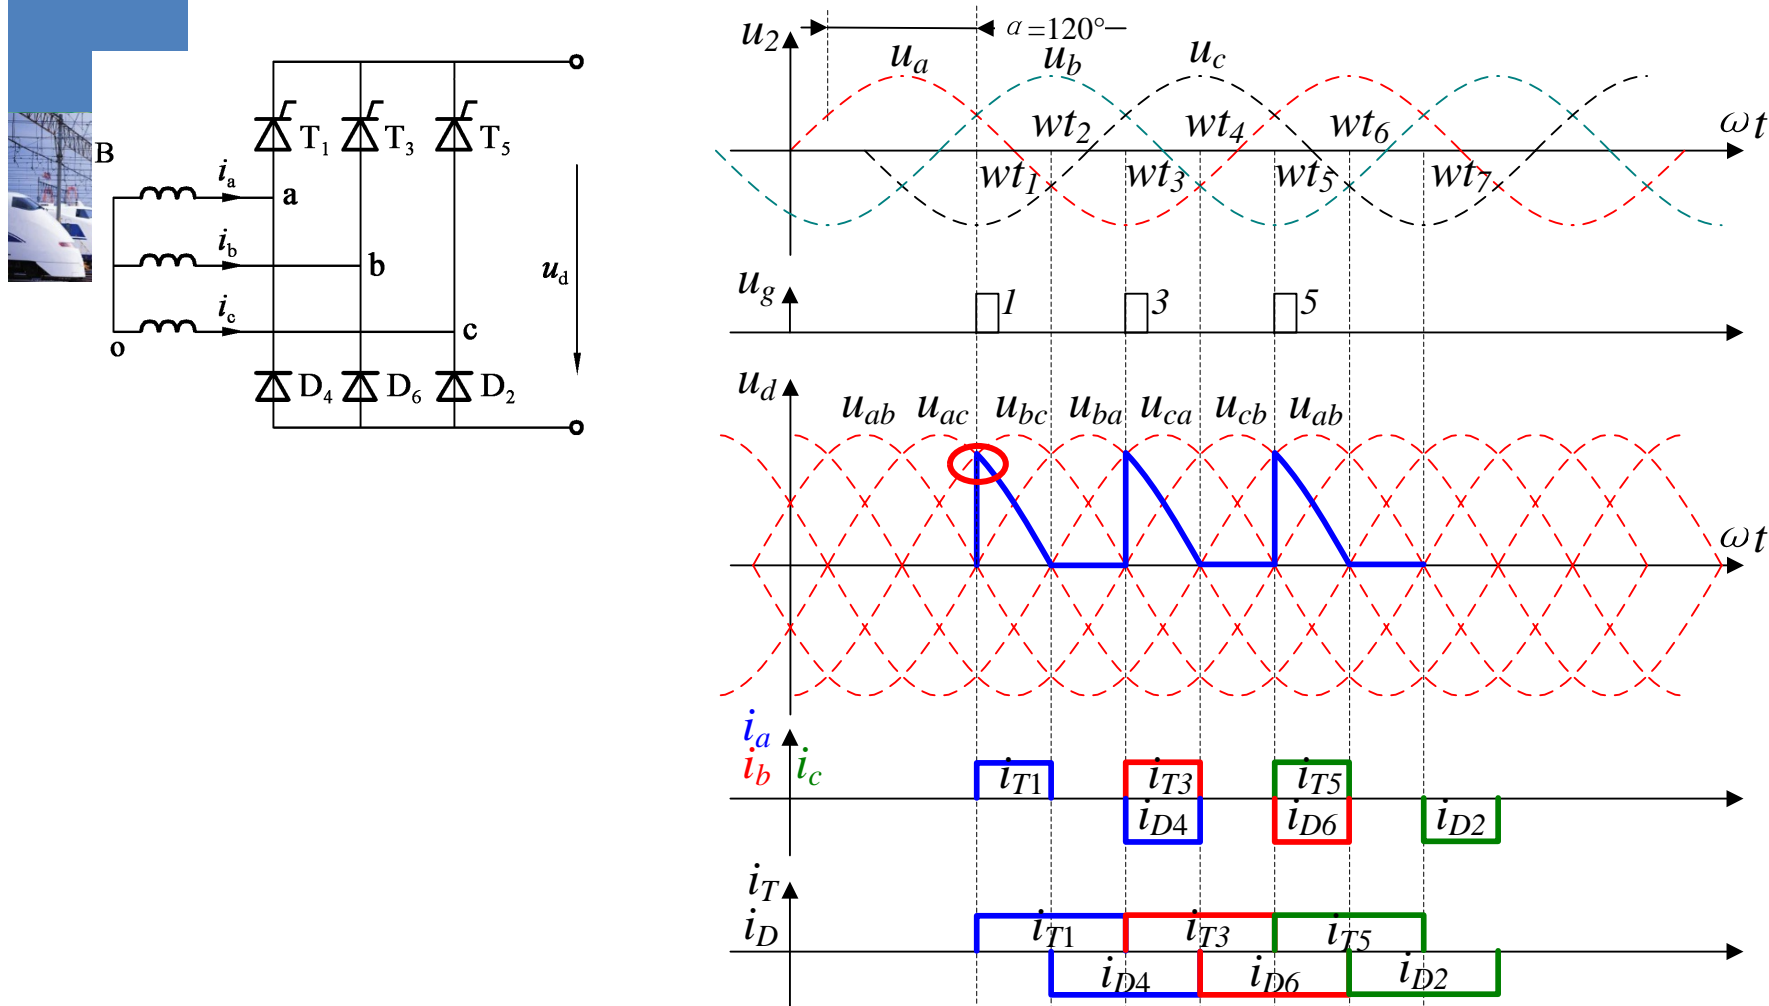 B
T1 T3 T5
ia
a
ib
b
ud
ic
c
o
D4 D6 D2
u2
α=120°
ua ub uc
wt2 wt4 wt6
ωt
wt1 wt3 wt5 wt7
ug
1 3 5
ud
uab uac ubc uba uca ucb uab
ωt
ia
ib ic
iT1 iT3 iT5
iD4 iD6 iD2
iT
iD
iT1 iT3 iT5
iD4 iD6 iD2